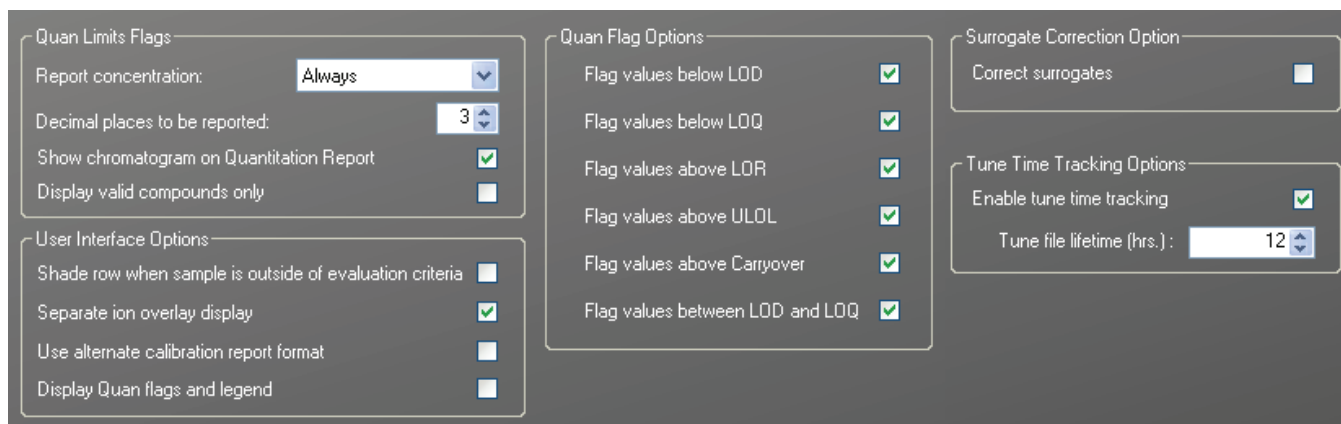 Quan Limits Flags
Report concentration: Always
Decimal places to be reported: 3
Show chromatogram on Quantitation Report
Display valid compounds only
User Interface Options
Shade row when sample is outside of evaluation criteria
Separate ion overlay display
Use alternate calibration report format
Display Quan flags and legend
Quan Flag Options
Flag values below LOD
Flag values below LOQ
Flag values above LOR
Flag values above ULOL
Flag values above Carryover
Flag values between LOD and LOQ
Surrogate Correction Option
Correct surrogates
Tune Time Tracking Options
Enable tune time tracking
Tune file lifetime (hrs.) : 12